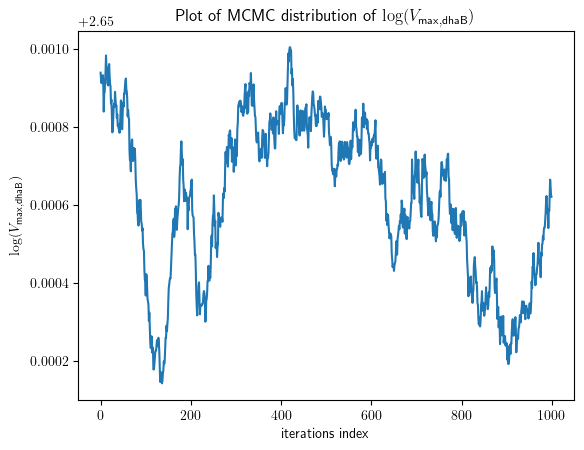 Plot of MCMC distribution of log(V_max,dhaB)
+2.65
0.0010
0.0008
0.0006
0.0004
0.0002
log(V_max,dhaB)
0 200 400 600 800 1000
iterations index